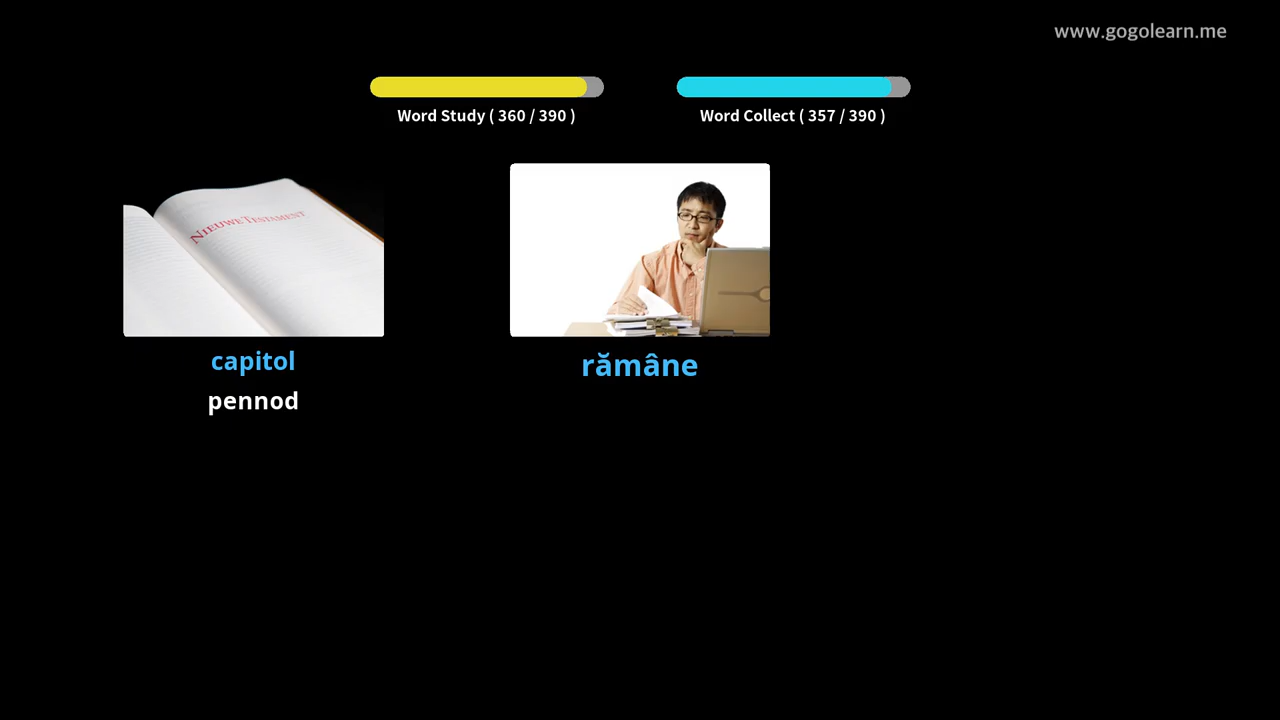 www.gogolearn.me
Word Study ( 360 / 390 )
Word Collect ( 357 / 390 )
NIEUWE TESTAMENT
capitol
pennod
rămâne